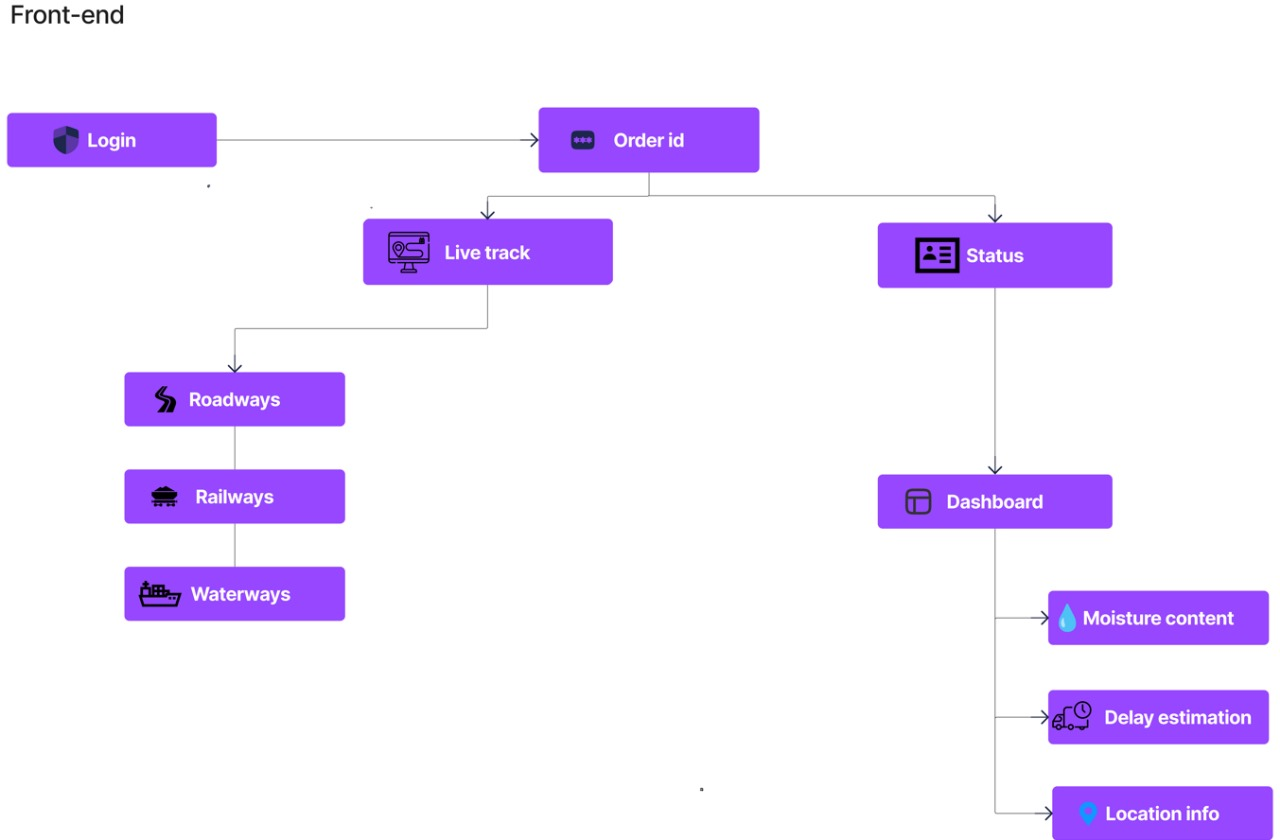 Front-end
Login
*** Order id
Live track
Status
Roadways
Railways
Waterways
Dashboard
Moisture content
Delay estimation
Location info